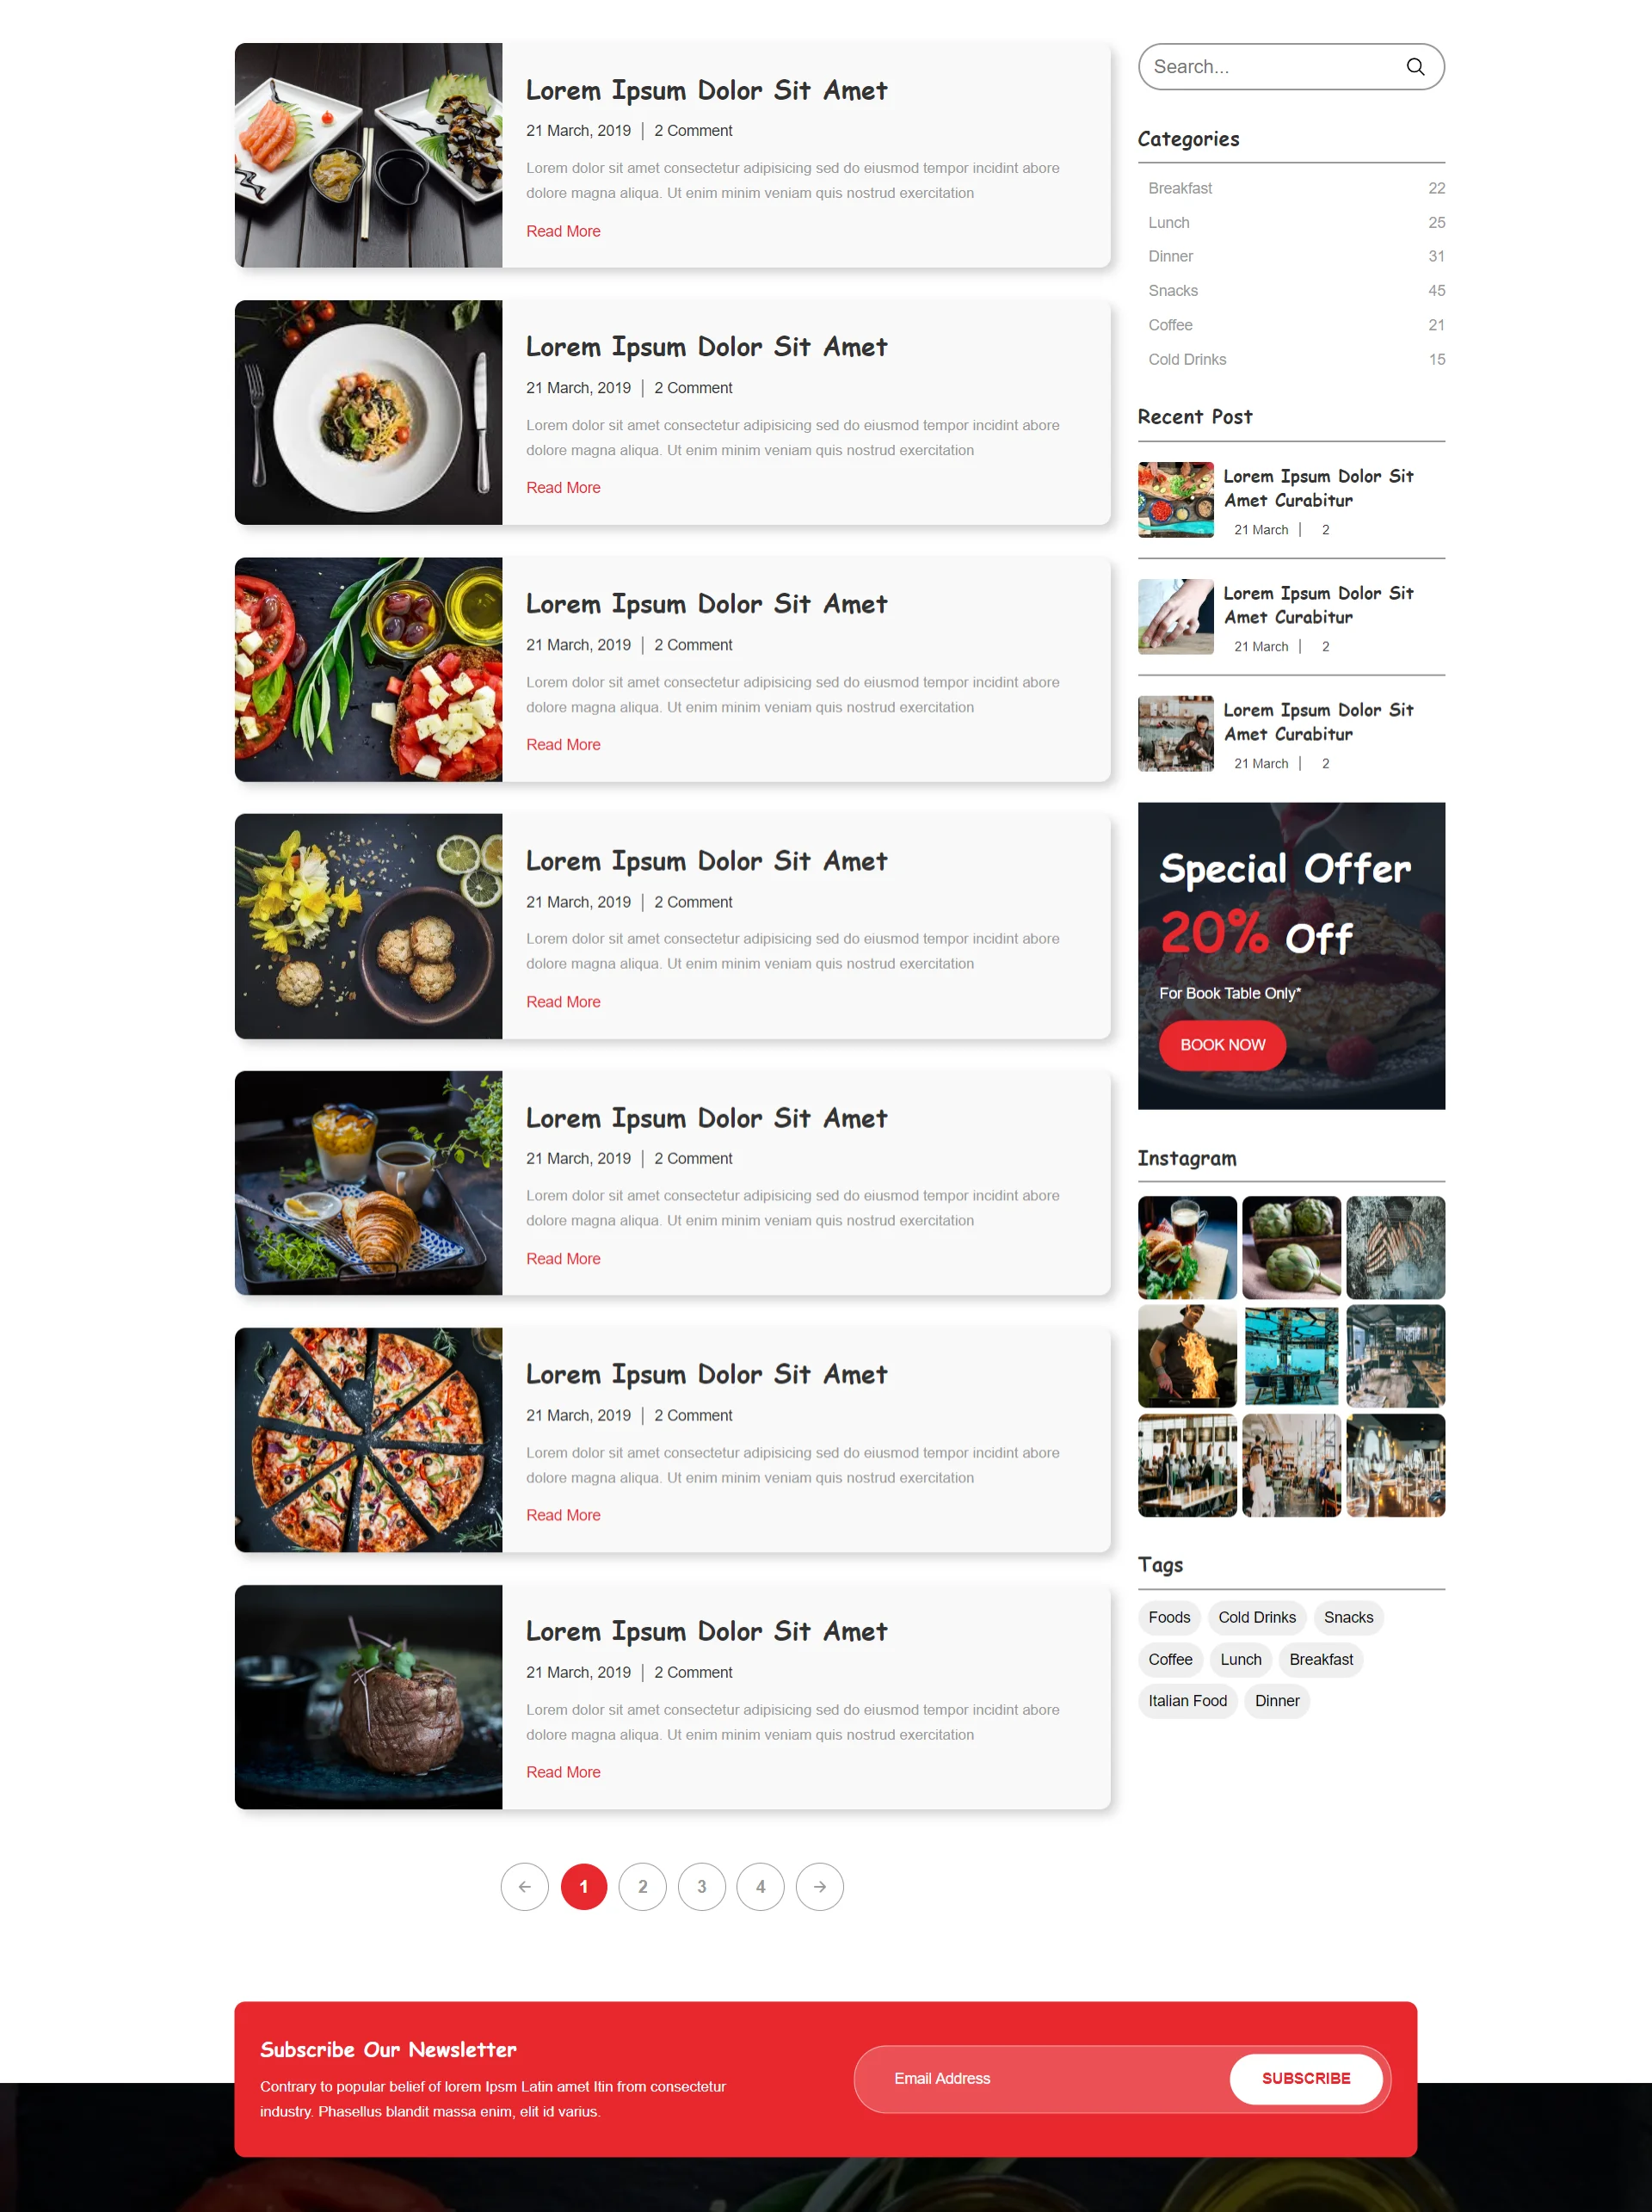 Lorem Ipsum Dolor Sit Amet
21 March, 2019 | 2 Comment
Lorem dolor sit amet consectetur adipisicing sed do eiusmod tempor incidint abore
dolore magna aliqua. Ut enim minim veniam quis nostrud exercitation
Read More
Lorem Ipsum Dolor Sit Amet
21 March, 2019 | 2 Comment
Lorem dolor sit amet consectetur adipisicing sed do eiusmod tempor incidint abore
dolore magna aliqua. Ut enim minim veniam quis nostrud exercitation
Read More
Lorem Ipsum Dolor Sit Amet
21 March, 2019 | 2 Comment
Lorem dolor sit amet consectetur adipisicing sed do eiusmod tempor incidint abore
dolore magna aliqua. Ut enim minim veniam quis nostrud exercitation
Read More
Lorem Ipsum Dolor Sit Amet
21 March, 2019 | 2 Comment
Lorem dolor sit amet consectetur adipisicing sed do eiusmod tempor incidint abore
dolore magna aliqua. Ut enim minim veniam quis nostrud exercitation
Read More
Lorem Ipsum Dolor Sit Amet
21 March, 2019 | 2 Comment
Lorem dolor sit amet consectetur adipisicing sed do eiusmod tempor incidint abore
dolore magna aliqua. Ut enim minim veniam quis nostrud exercitation
Read More
Lorem Ipsum Dolor Sit Amet
21 March, 2019 | 2 Comment
Lorem dolor sit amet consectetur adipisicing sed do eiusmod tempor incidint abore
dolore magna aliqua. Ut enim minim veniam quis nostrud exercitation
Read More
Lorem Ipsum Dolor Sit Amet
21 March, 2019 | 2 Comment
Lorem dolor sit amet consectetur adipisicing sed do eiusmod tempor incidint abore
dolore magna aliqua. Ut enim minim veniam quis nostrud exercitation
Read More
← 1 2 3 4 →
Search...
Categories
Breakfast 22
Lunch 25
Dinner 31
Snacks 45
Coffee 21
Cold Drinks 15
Recent Post
Lorem Ipsum Dolor Sit
Amet Curabitur
21 March | 2
Lorem Ipsum Dolor Sit
Amet Curabitur
21 March | 2
Lorem Ipsum Dolor Sit
Amet Curabitur
21 March | 2
Special Offer
20% Off
For Book Table Only*
BOOK NOW
Instagram
Tags
Foods Cold Drinks Snacks
Coffee Lunch Breakfast
Italian Food Dinner
Subscribe Our Newsletter
Contrary to popular belief of lorem Ipsm Latin amet ltin from consectetur
industry. Phasellus blandit massa enim, elit id varius.
Email Address
SUBSCRIBE